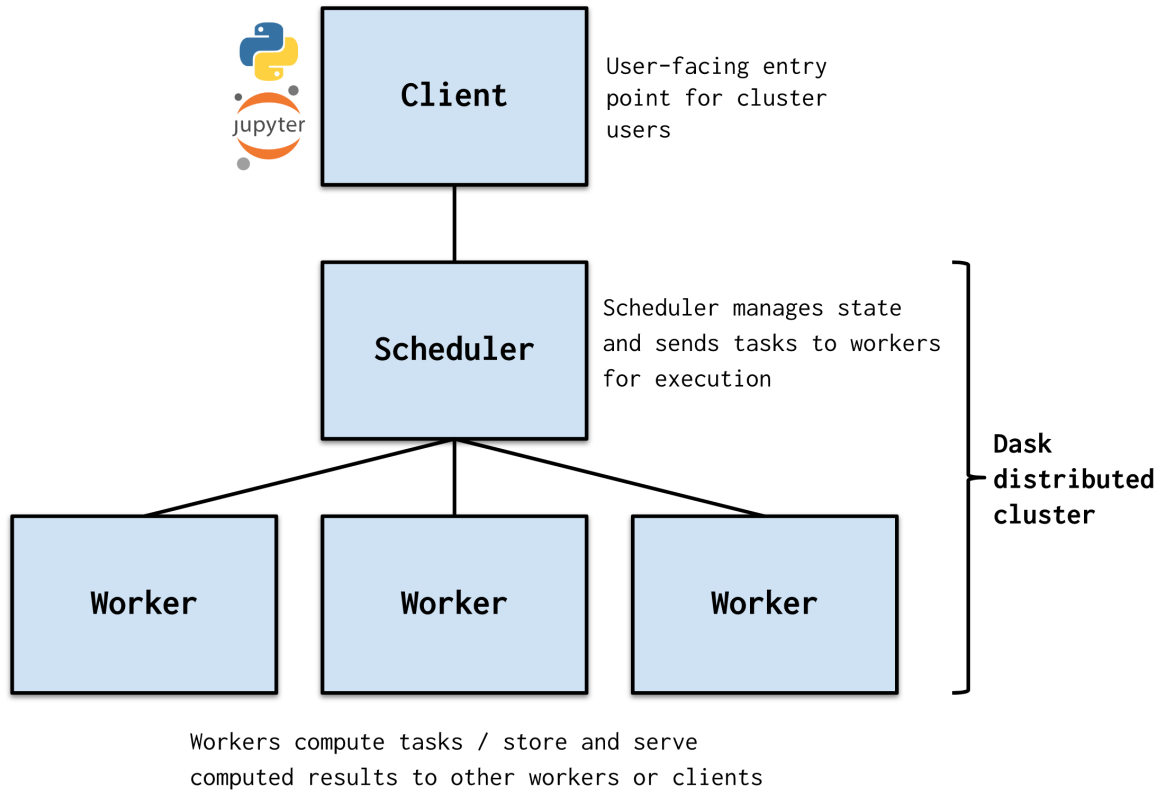 Client
User-facing entry
point for cluster
users
jupyter
Scheduler
Scheduler manages state
and sends tasks to workers
for execution
Dask
distributed
cluster
Worker
Worker
Worker
Workers compute tasks / store and serve
computed results to other workers or clients